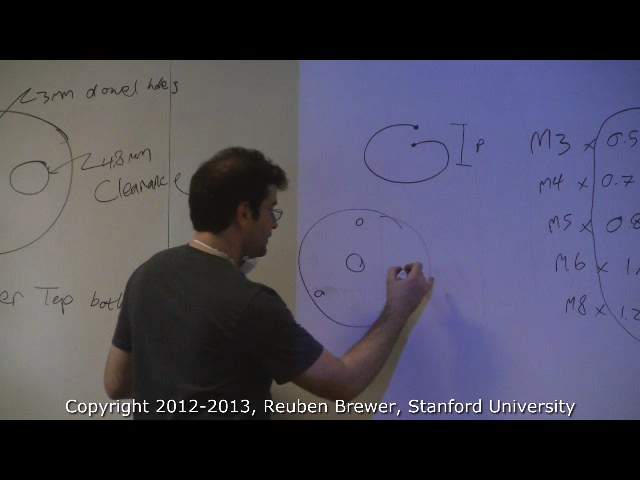 3mm dowel holes
4.8mm
Clearance
Top
P
M3 x 0.5
M4 x 0.7
M5 x 0.8
M6 x 1.
M8 x 1.2
Copyright 2012-2013, Reuben Brewer, Stanford University